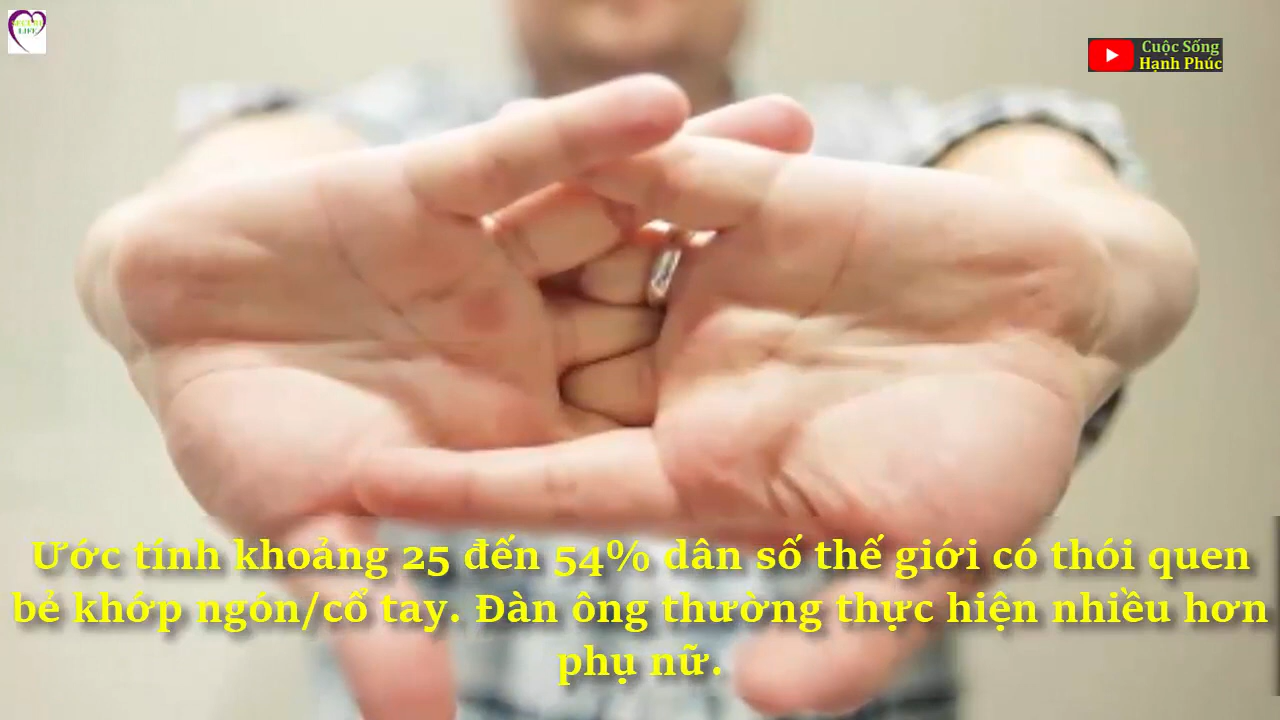 Cuộc Sống
Hạnh Phúc
Ước tính khoảng 25 đến 54% dân số thế giới có thói quen
bẻ khớp ngón/cổ tay. Đàn ông thường thực hiện nhiều hơn
phụ nữ.